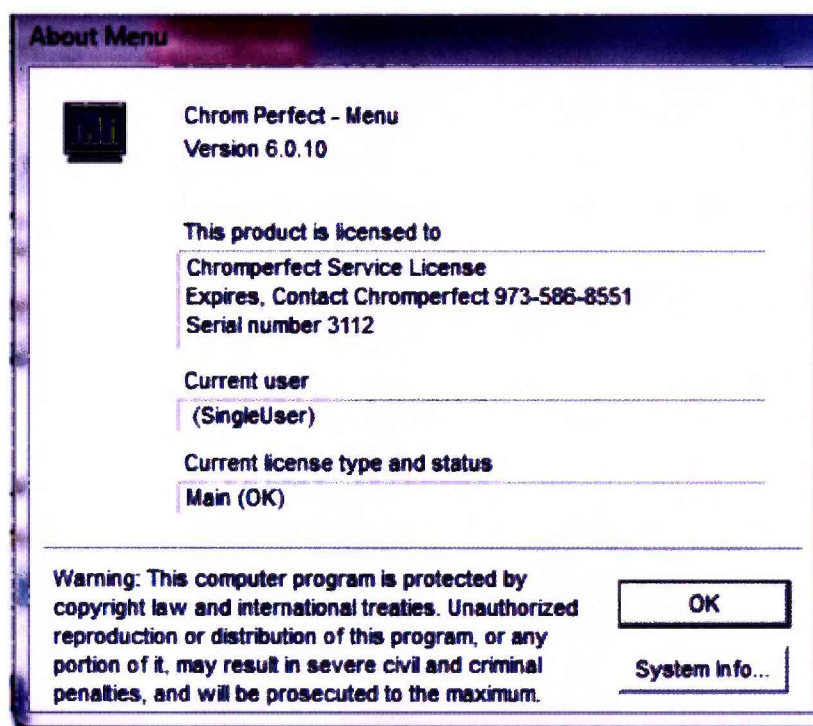 About Menu
Chrom Perfect - Menu
Version 6.0.10
This product is licensed to
Chromperfect Service License
Expires, Contact Chromperfect 973-586-8551
Serial number 3112
Current user
(SingleUser)
Current license type and status
Main (OK)
Warning: This computer program is protected by
copyright law and international treaties. Unauthorized
reproduction or distribution of this program, or any
portion of it, may result in severe civil and criminal
penalties, and will be prosecuted to the maximum.
OK
System Info...